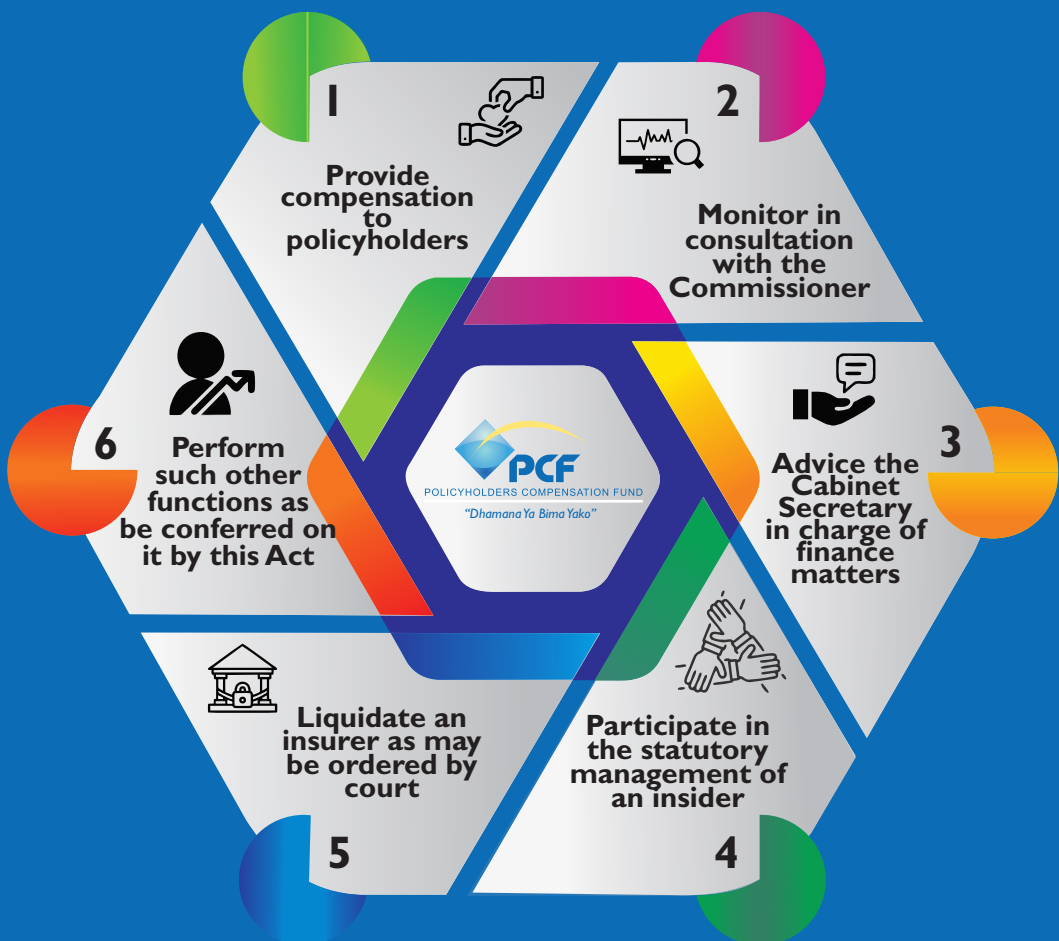 1
Provide
compensation
to
policyholders
2
Monitor in
consultation
with the
Commissioner
3
Advice the
Cabinet
Secretary
in charge of
finance
matters
4
Participate in
the statutory
management of
an insider
5
Liquidate an
insurer as may
be ordered by
court
6
Perform
such other
functions as
be conferred on
it by this Act
PCF
POLICYHOLDERS COMPENSATION FUND
“Dhamana Ya Bima Yako”